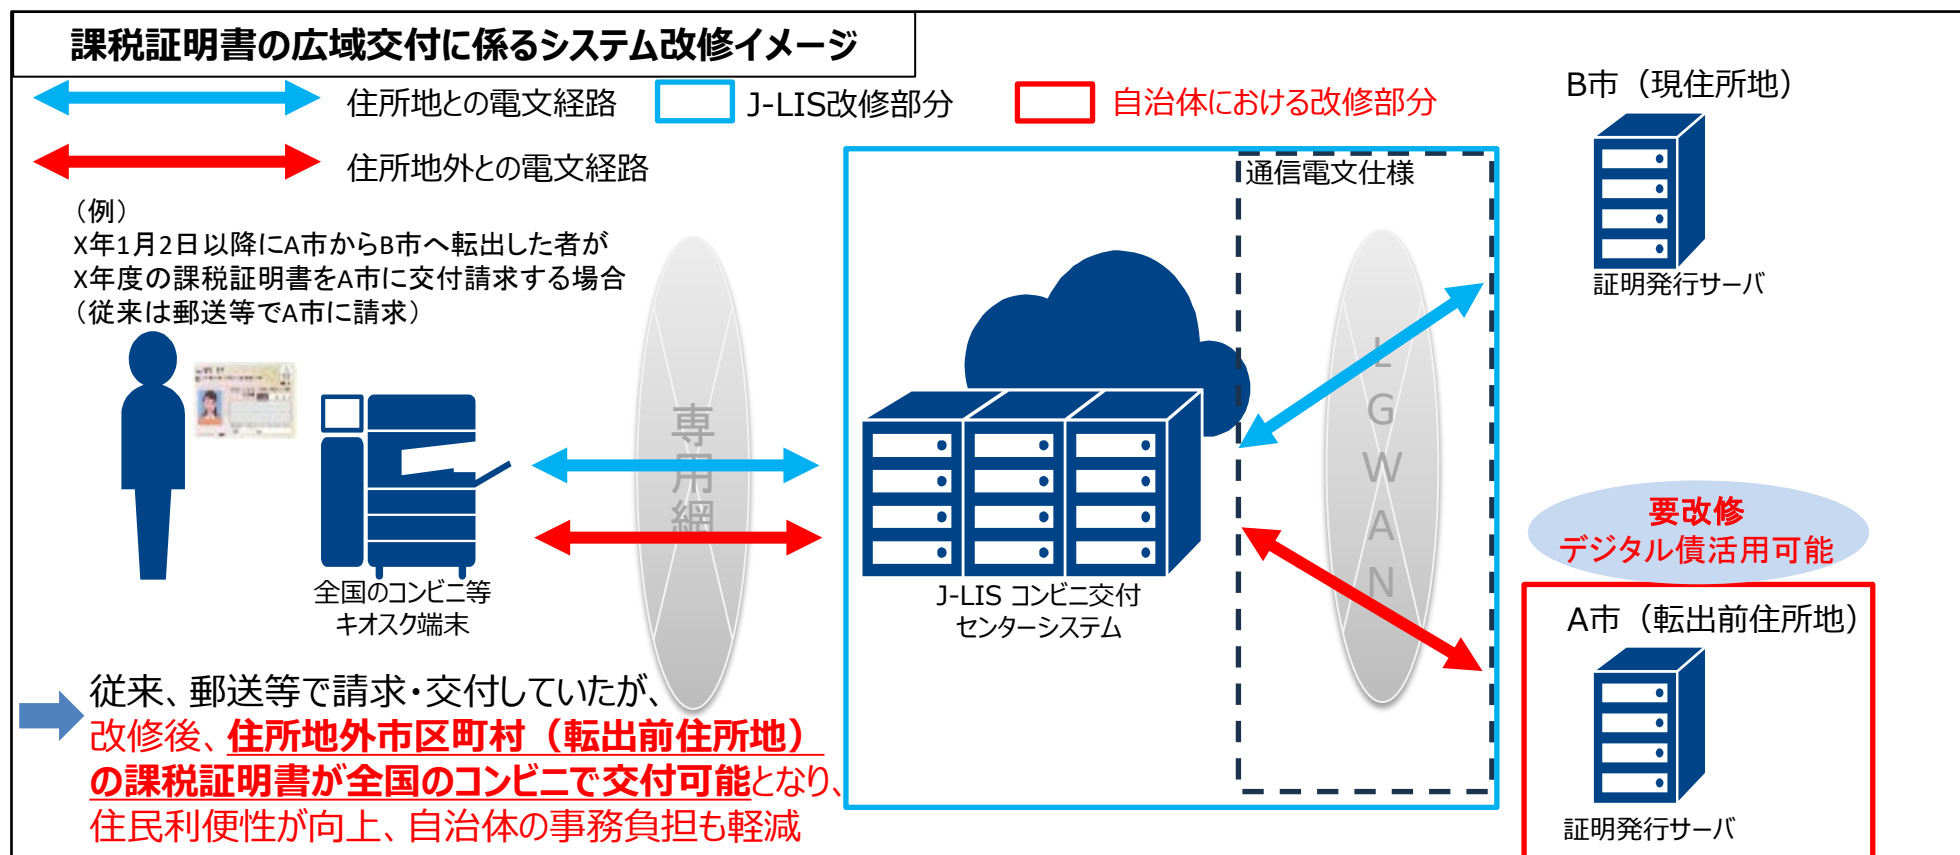 課税証明書の広域交付に係るシステム改修イメージ
住所地との電文経路
J-LIS改修部分
自治体における改修部分
住所地外との電文経路
（例）
X年1月2日以降にA市からB市へ転出した者が
X年度の課税証明書をA市に交付請求する場合
（従来は郵送等でA市に請求）
専用網
全国のコンビニ等
キオスク端末
通信電文仕様
LGWAN
J-LIS コンビニ交付
センターシステム
B市（現住所地）
証明発行サーバ
要改修
デジタル債活用可能
A市（転出前住所地）
証明発行サーバ
従来、郵送等で請求・交付していたが、
改修後、住所地外市区町村（転出前住所地）
の課税証明書が全国のコンビニで交付可能となり、
住民利便性が向上、自治体の事務負担も軽減